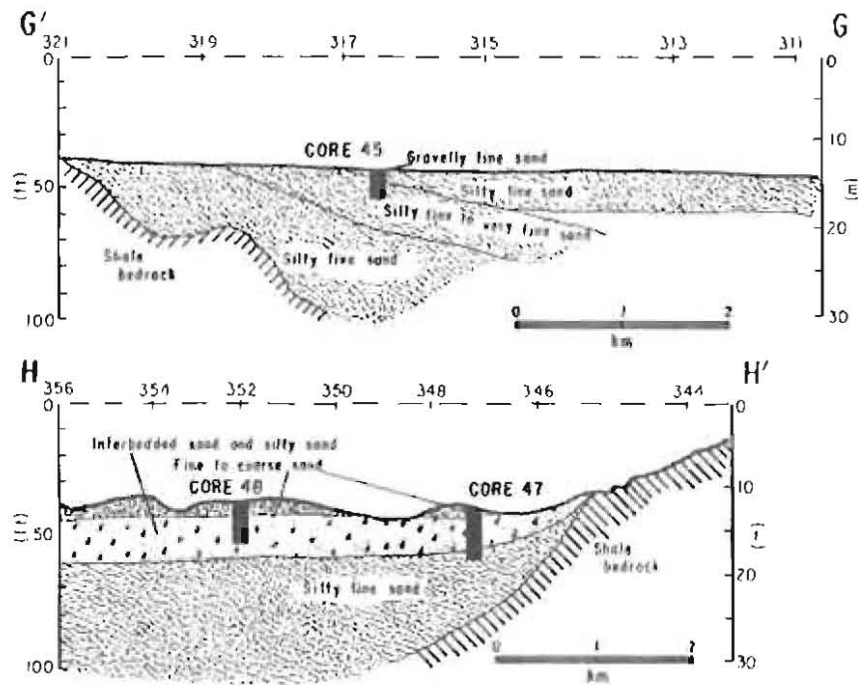 G' G
321 319 317 315 313 311
0 0
CORE 45
Gravelly fine sand
10
50
(ft)
Silty fine sand
(m)
Silty fine to very fine sand
20
Shale
bedrock
Silty fine sand
0 1 2
100 30
km
H H'
356 354 352 350 348 346 344
0 0
Interbedded sand and silty sand
Fine to coarse sand
CORE CORE 47
10
50
(ft)
Shale
bedrock
20
Silty fine sand
0 1 2
100 30
km